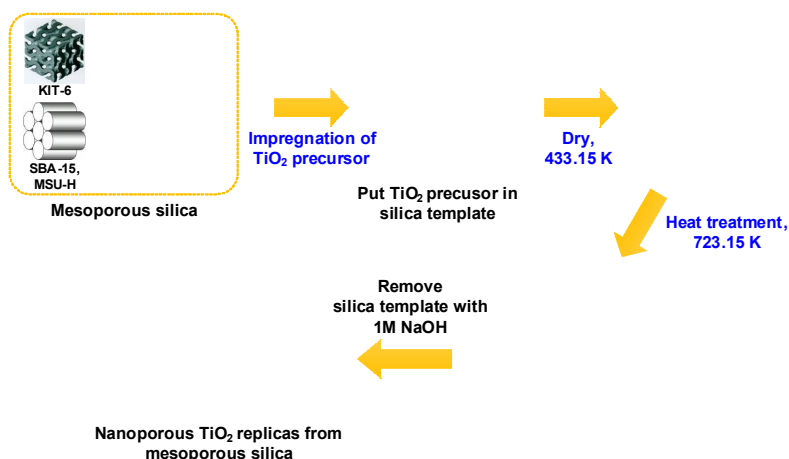 KIT-6
SBA-15,
MSU-H
Mesoporous silica
Impregnation of
TiO₂ precursor
Put TiO₂ precusor in
silica template
Dry,
433.15 K
Heat treatment,
723.15 K
Remove
silica template with
1M NaOH
Nanoporous TiO₂ replicas from
mesoporous silica